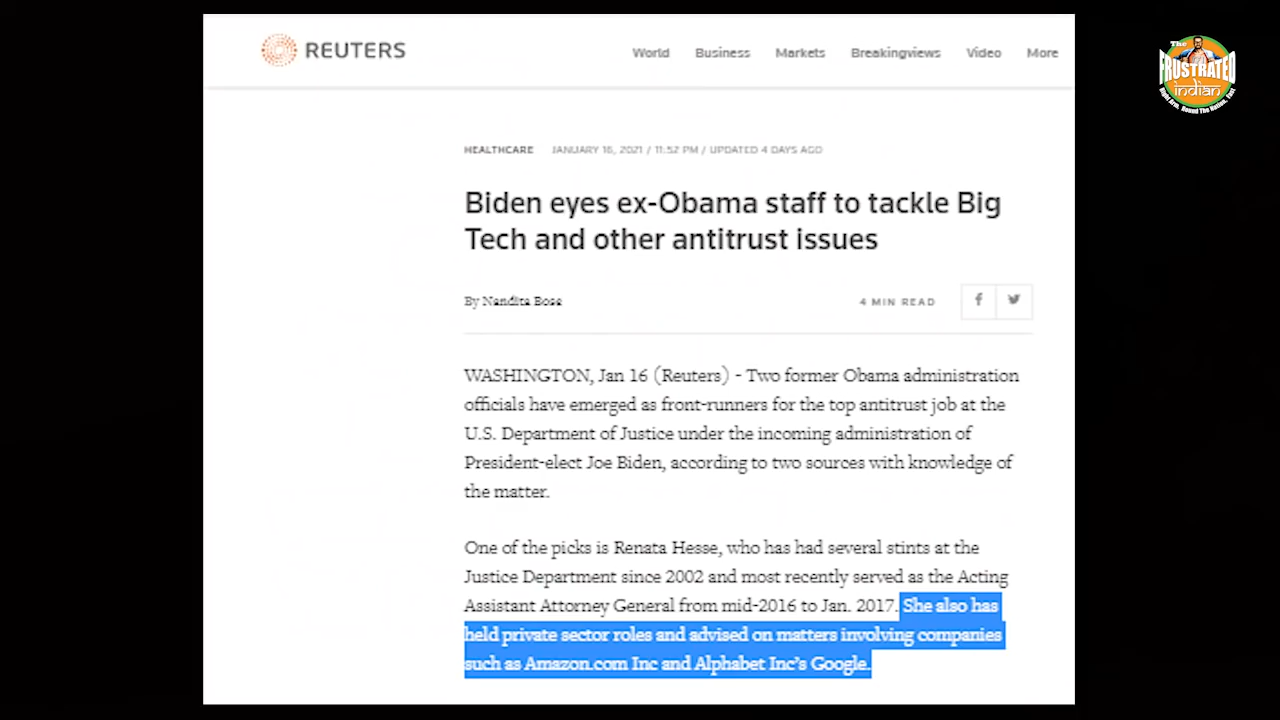 REUTERS
World Business Markets Breakingviews Video More
The
FRUSTRATED
indian
Right Arm. Round The Nation. Fast
HEALTHCARE JANUARY 16, 2021 / 11:52 PM / UPDATED 4 DAYS AGO
Biden eyes ex-Obama staff to tackle Big
Tech and other antitrust issues
By Nandita Bose
4 MIN READ
WASHINGTON, Jan 16 (Reuters) - Two former Obama administration
officials have emerged as front-runners for the top antitrust job at the
U.S. Department of Justice under the incoming administration of
President-elect Joe Biden, according to two sources with knowledge of
the matter.
One of the picks is Renata Hesse, who has had several stints at the
Justice Department since 2002 and most recently served as the Acting
Assistant Attorney General from mid-2016 to Jan. 2017. She also has
held private sector roles and advised on matters involving companies
such as Amazon.com Inc and Alphabet Inc's Google.